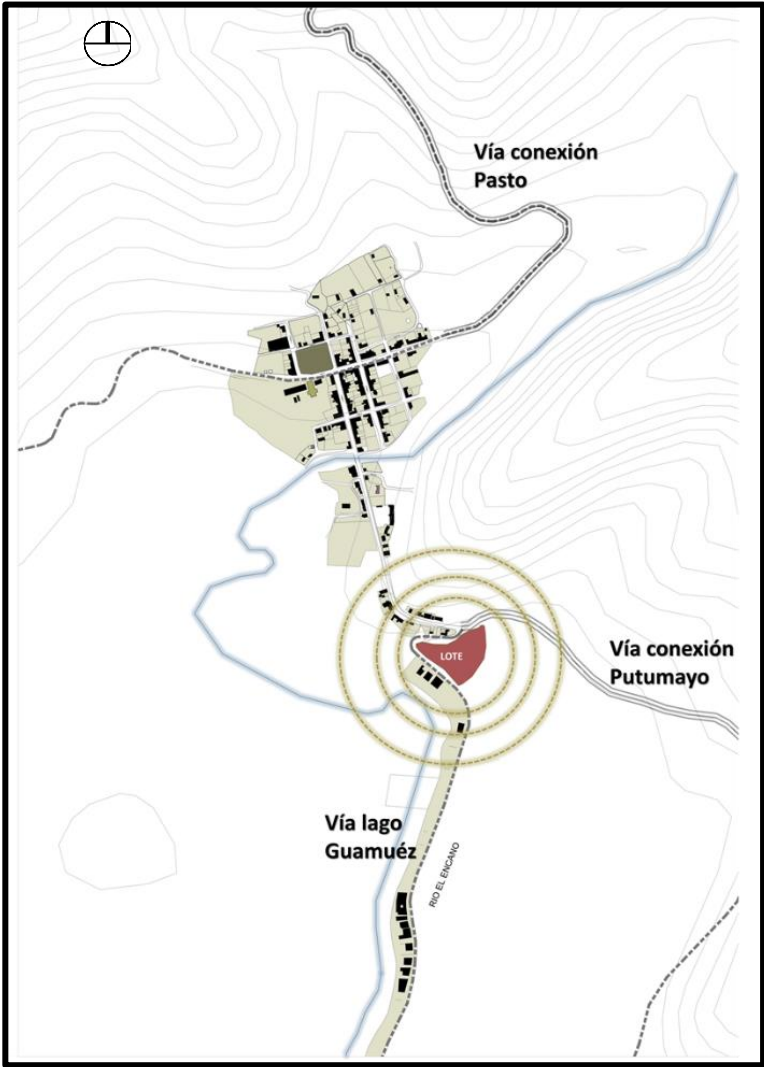 Vía conexión
Pasto
LOTE
Vía conexión
Putumayo
Vía lago
Guamuéz
RIO EL ENCANO